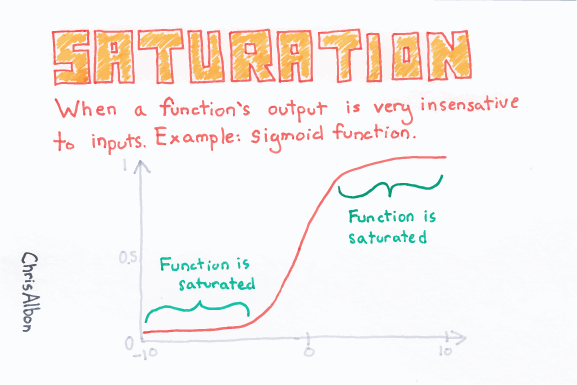 SATURATION
When a function's output is very insensative
to inputs. Example: sigmoid function.
1
Function is
saturated
0.5
Function is
saturated
ChrisAlbon
0
-10
0
10